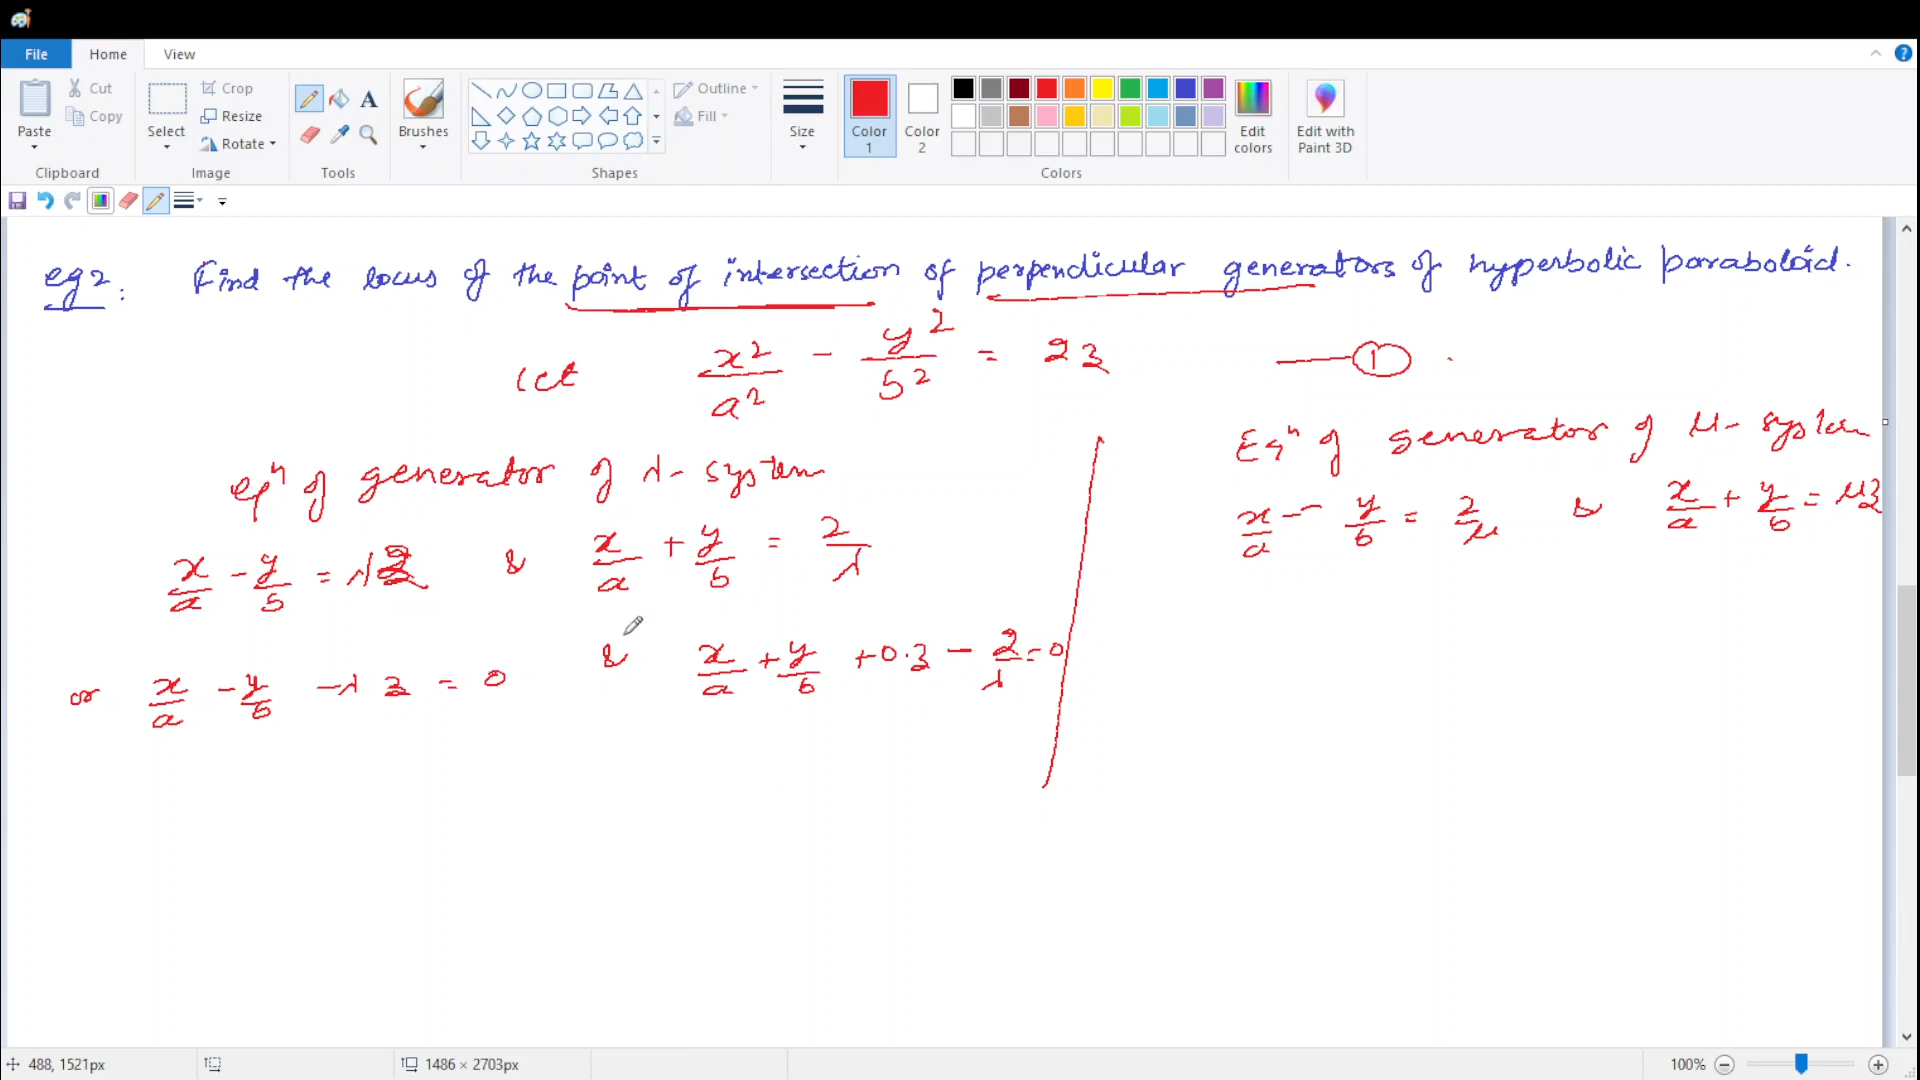 File Home View
Paste Cut Copy Select Crop Resize Rotate Brushes Outline Fill Size Color 1 Color 2 Edit colors Edit with Paint 3D
Clipboard Image Tools Shapes Colors
eg 2: Find the locus of the point of intersection of perpendicular generators of hyperbolic paraboloid.
let x²/a² - y²/b² = 2z —— ①
Eqⁿ of generator of μ- system
eqⁿ of generator of λ- system
x/a - y/b = 2/μ & x/a + y/b = μz
x/a - y/b = λz & x/a + y/b = 2/λ
or x/a - y/b - λz = 0 & x/a + y/b + 0.z - 2/λ = 0
488, 1521px 1486 × 2703px 100%